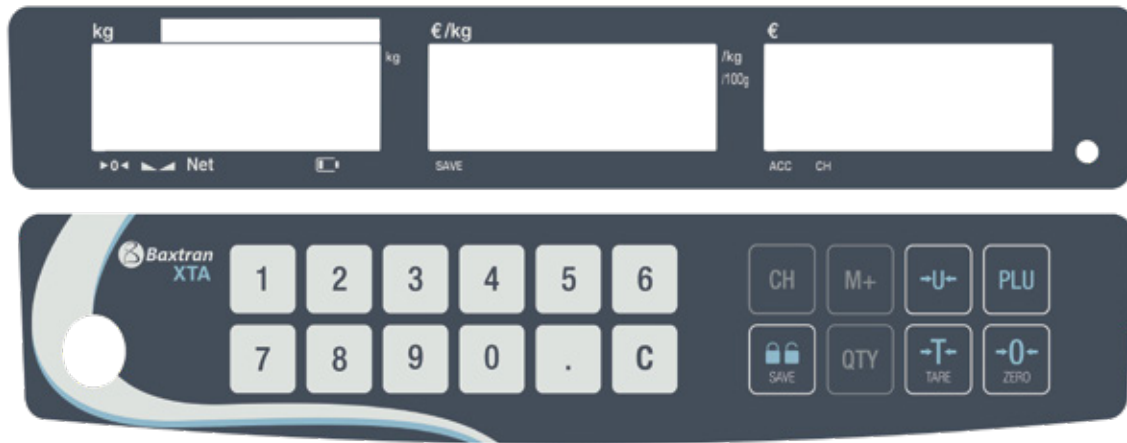 kg
€/kg
€
kg
/kg
/100g
►0◄ Net
SAVE
ACC CH
Baxtran
XTA
1 2 3 4 5 6
CH M+ →U← PLU
7 8 9 0 . C
SAVE
QTY
→T←
TARE
→0←
ZERO